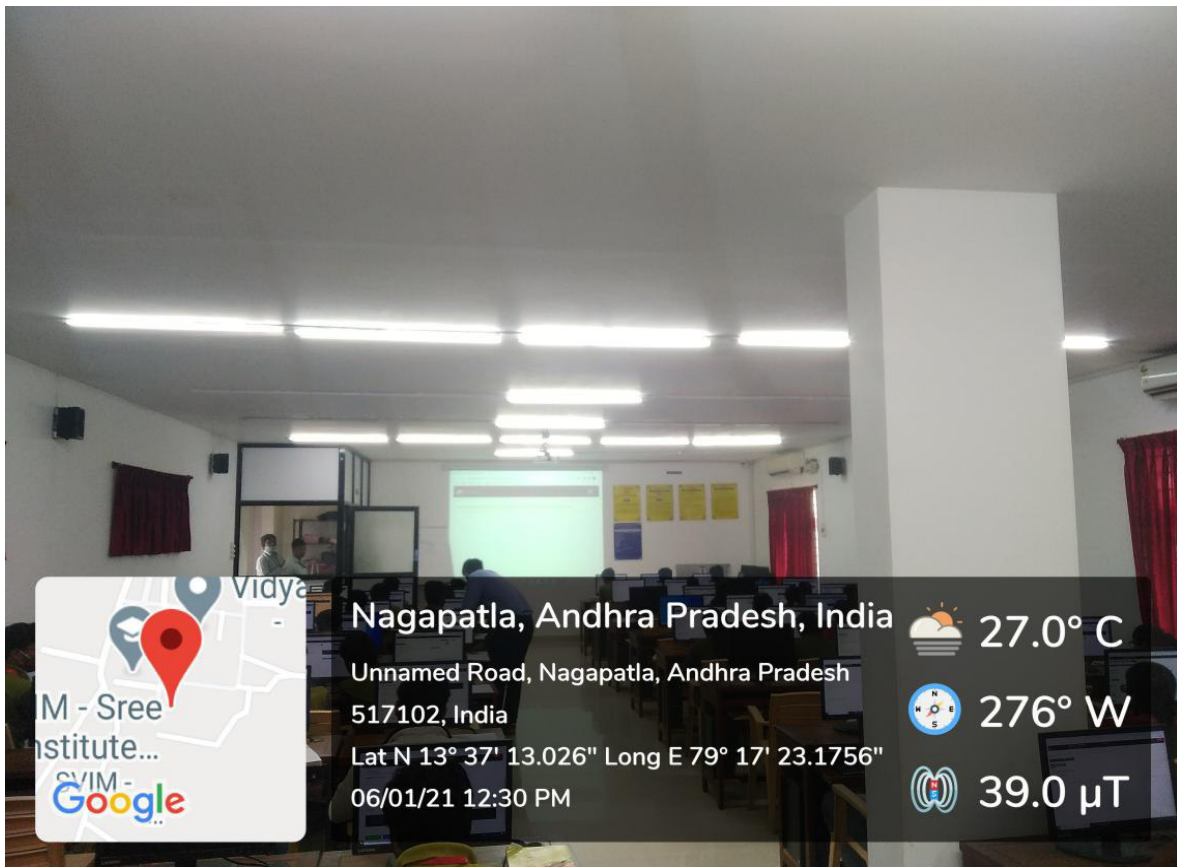 Vidya
-
IM - Sree
nstitute...
SVIM -
Google
Nagapatla, Andhra Pradesh, India
Unnamed Road, Nagapatla, Andhra Pradesh
517102, India
Lat N 13° 37' 13.026" Long E 79° 17' 23.1756"
06/01/21 12:30 PM
27.0° C
276° W
39.0 µT